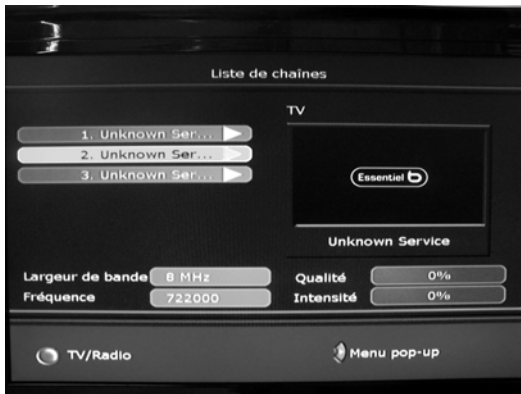 Liste de chaînes
TV
1. Unknown Ser...
2. Unknown Ser...
3. Unknown Ser...
Essentiel b
Unknown Service
Largeur de bande 8 MHz
Qualité 0%
Fréquence 722000
Intensité 0%
TV/Radio
Menu pop-up